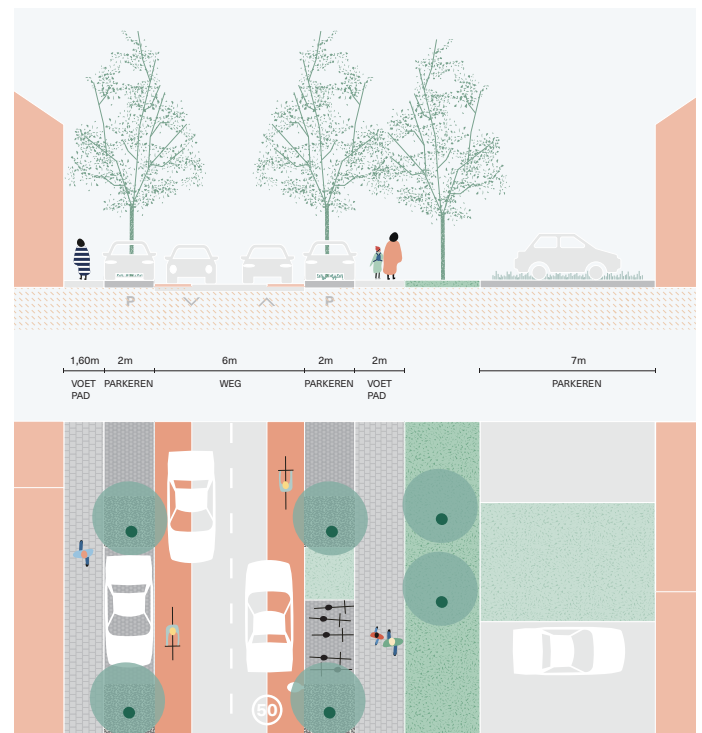 P P
1,60m 2m 6m 2m 2m 7m
VOET PARKEREN WEG PARKEREN VOET PARKEREN
PAD PAD
50